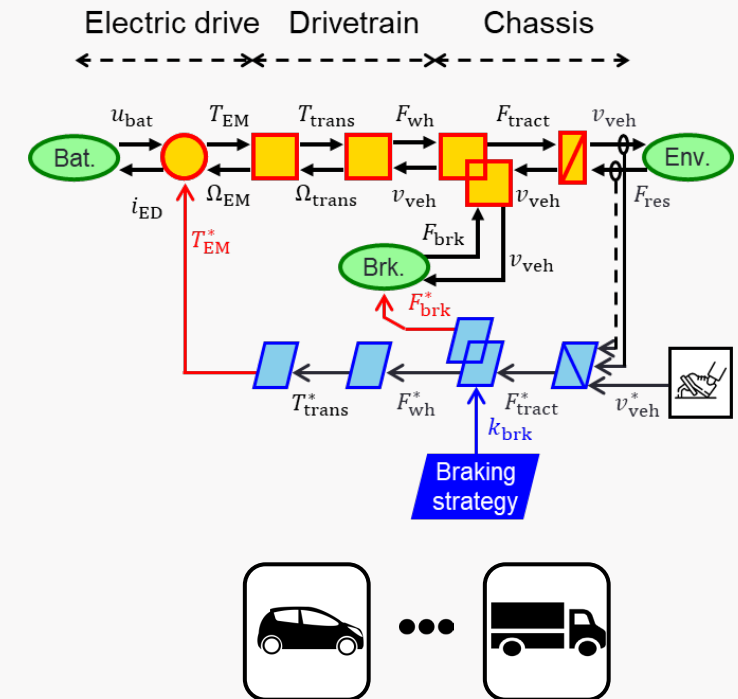 Electric drive Drivetrain Chassis
u_bat T_EM T_trans F_wh F_tract v_veh
Bat. Env.
i_ED Ω_EM Ω_trans v_veh v_veh F_res
T*_EM F_brk v_veh
Brk.
F*_brk
T*_trans F*_wh F*_tract v*_veh
k_brk
Braking
strategy